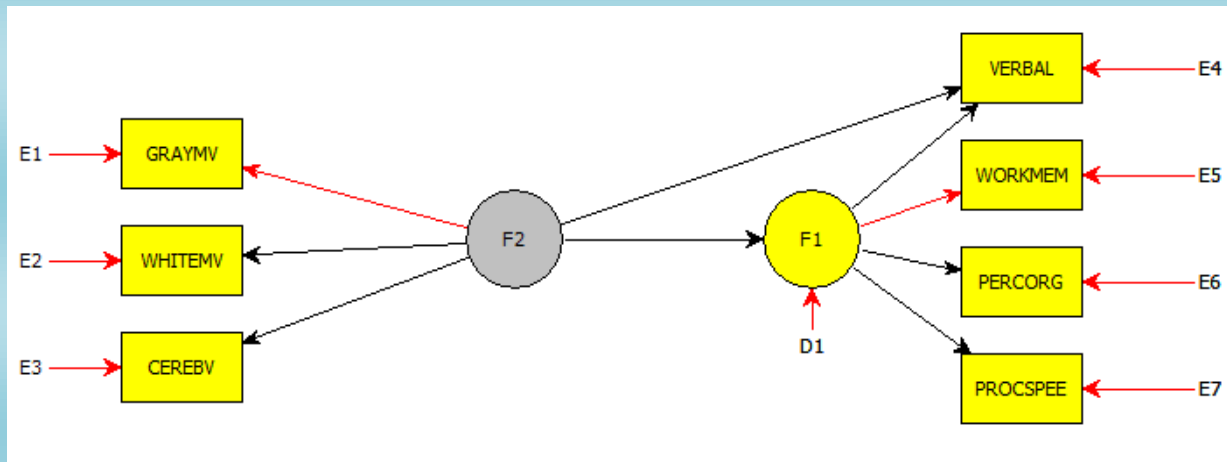 E1
GRAYMV
E2
WHITEMV
E3
CEREBV
F2
F1
D1
VERBAL
E4
WORKMEM
E5
PERCORG
E6
PROCSPEE
E7